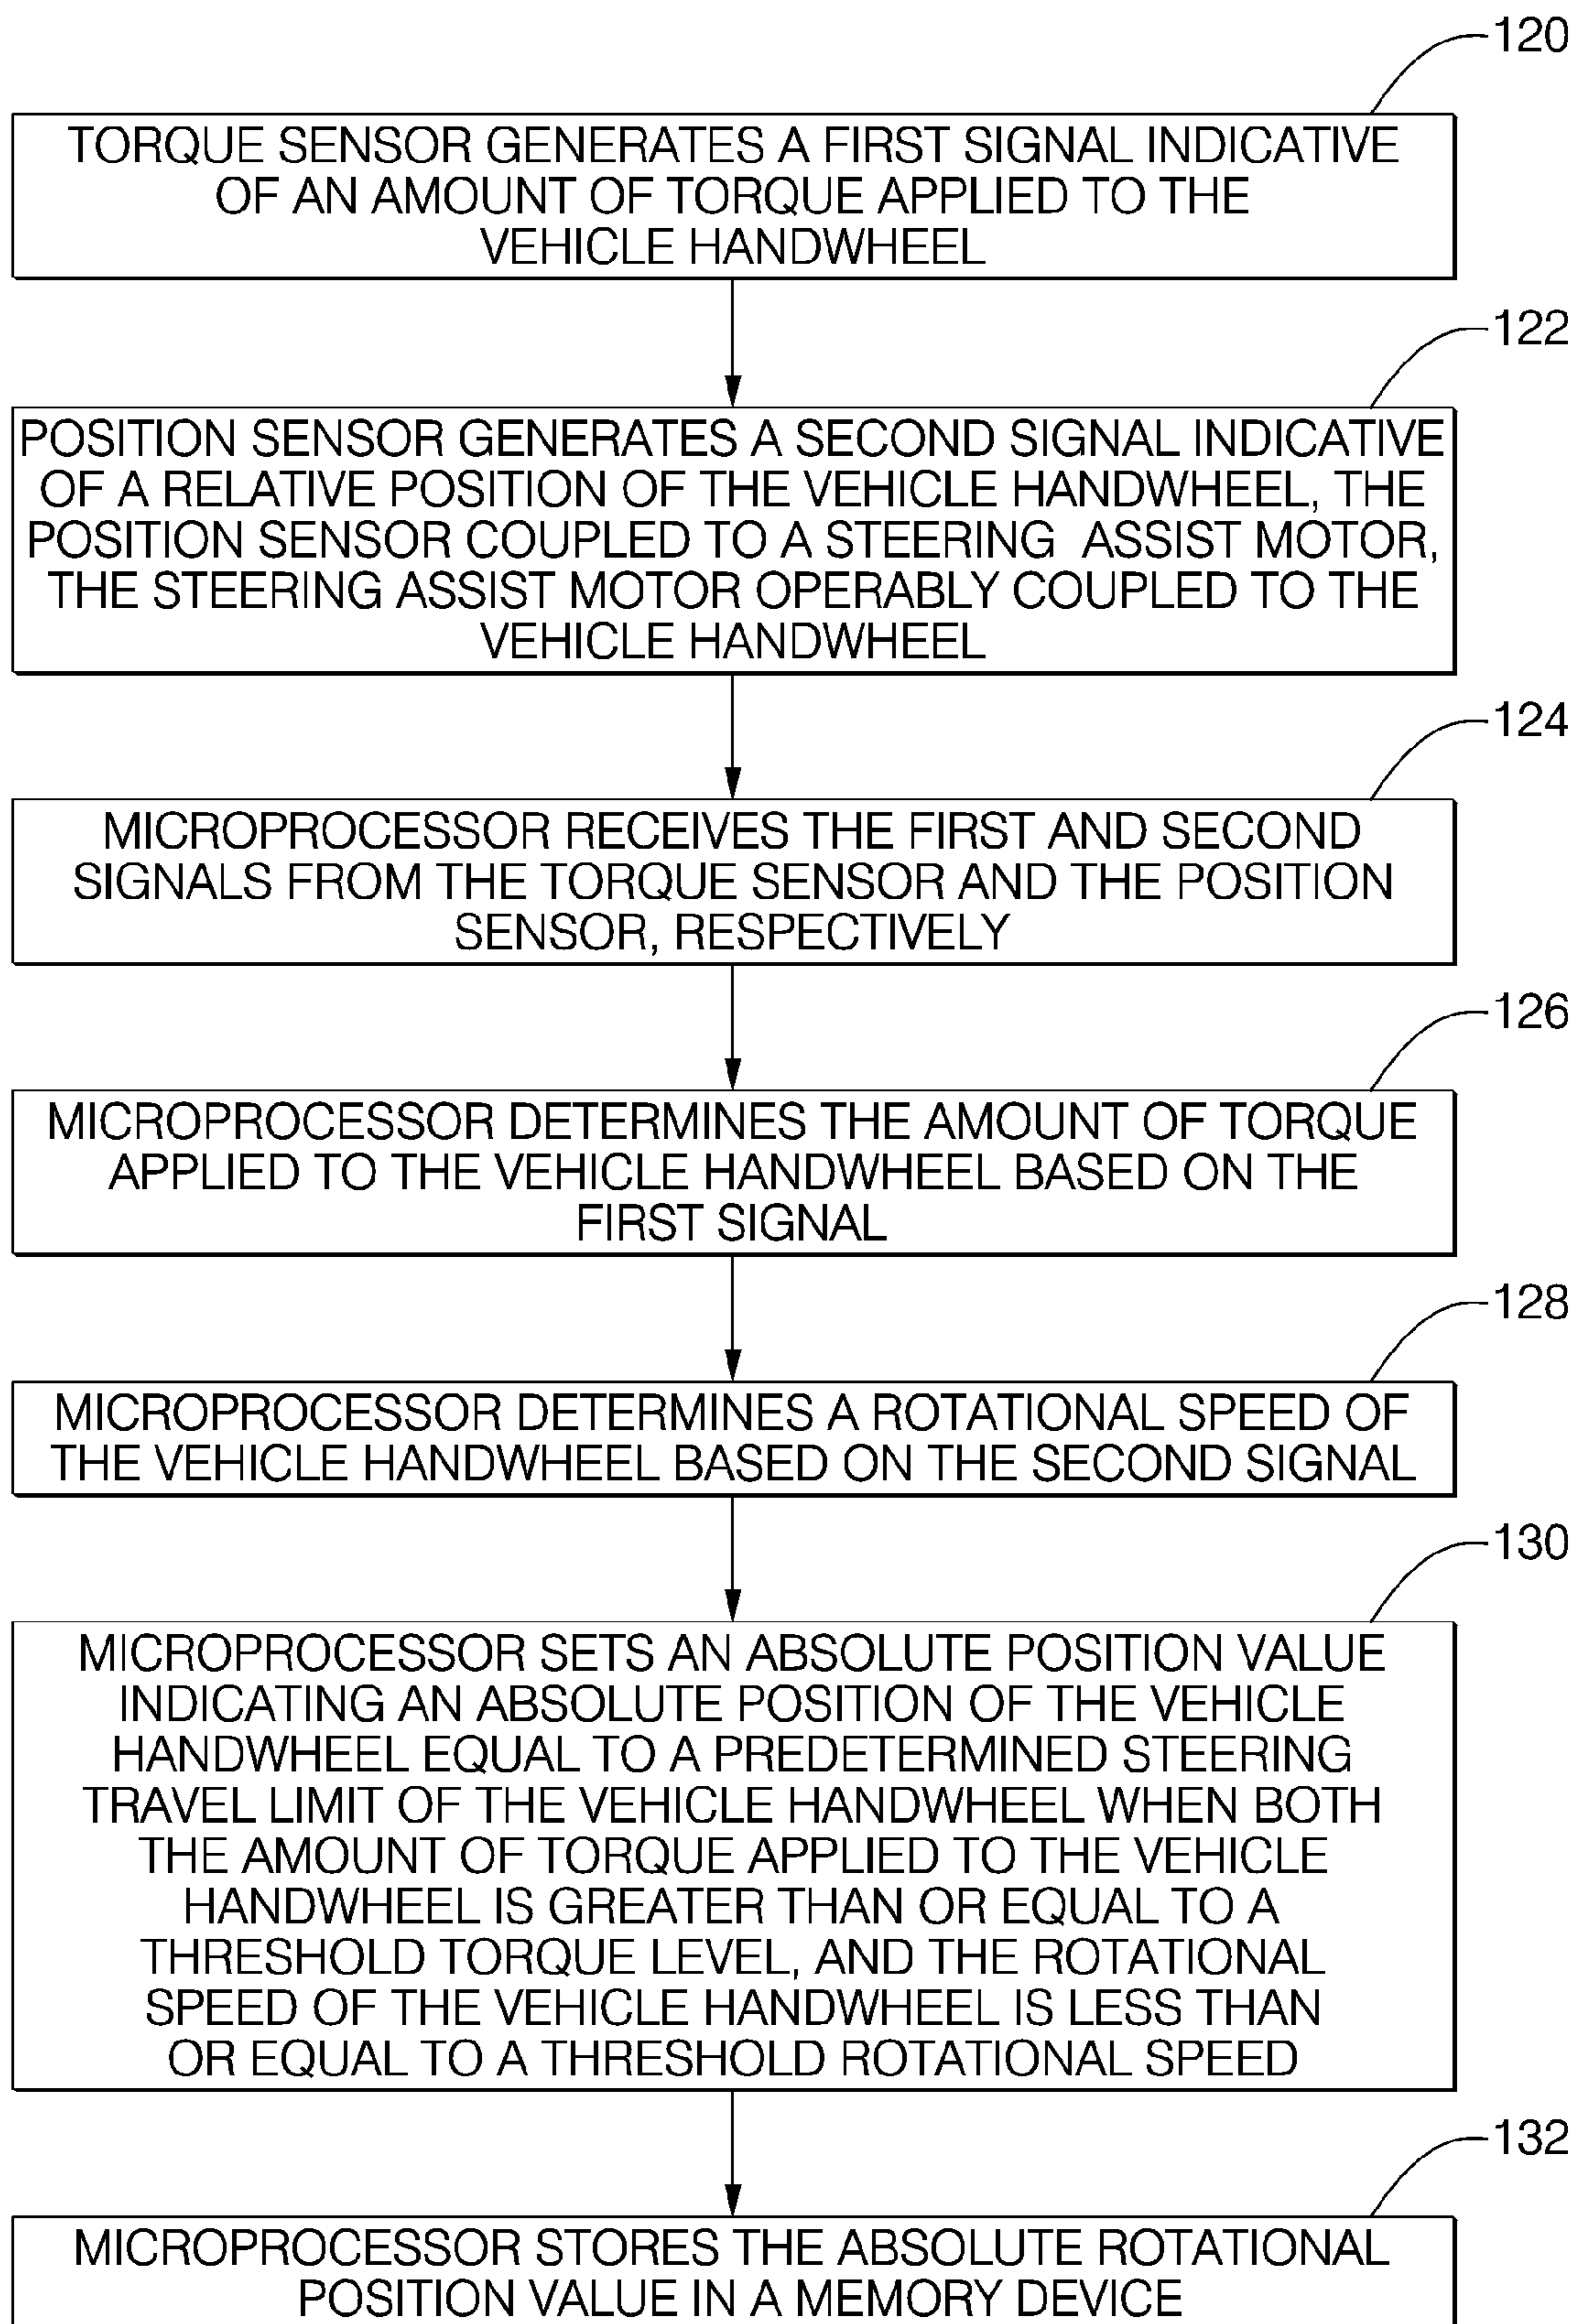 120
TORQUE SENSOR GENERATES A FIRST SIGNAL INDICATIVE
OF AN AMOUNT OF TORQUE APPLIED TO THE
VEHICLE HANDWHEEL
122
POSITION SENSOR GENERATES A SECOND SIGNAL INDICATIVE
OF A RELATIVE POSITION OF THE VEHICLE HANDWHEEL, THE
POSITION SENSOR COUPLED TO A STEERING ASSIST MOTOR,
THE STEERING ASSIST MOTOR OPERABLY COUPLED TO THE
VEHICLE HANDWHEEL
124
MICROPROCESSOR RECEIVES THE FIRST AND SECOND
SIGNALS FROM THE TORQUE SENSOR AND THE POSITION
SENSOR, RESPECTIVELY
126
MICROPROCESSOR DETERMINES THE AMOUNT OF TORQUE
APPLIED TO THE VEHICLE HANDWHEEL BASED ON THE
FIRST SIGNAL
128
MICROPROCESSOR DETERMINES A ROTATIONAL SPEED OF
THE VEHICLE HANDWHEEL BASED ON THE SECOND SIGNAL
130
MICROPROCESSOR SETS AN ABSOLUTE POSITION VALUE
INDICATING AN ABSOLUTE POSITION OF THE VEHICLE
HANDWHEEL EQUAL TO A PREDETERMINED STEERING
TRAVEL LIMIT OF THE VEHICLE HANDWHEEL WHEN BOTH
THE AMOUNT OF TORQUE APPLIED TO THE VEHICLE
HANDWHEEL IS GREATER THAN OR EQUAL TO A
THRESHOLD TORQUE LEVEL, AND THE ROTATIONAL
SPEED OF THE VEHICLE HANDWHEEL IS LESS THAN
OR EQUAL TO A THRESHOLD ROTATIONAL SPEED
132
MICROPROCESSOR STORES THE ABSOLUTE ROTATIONAL
POSITION VALUE IN A MEMORY DEVICE